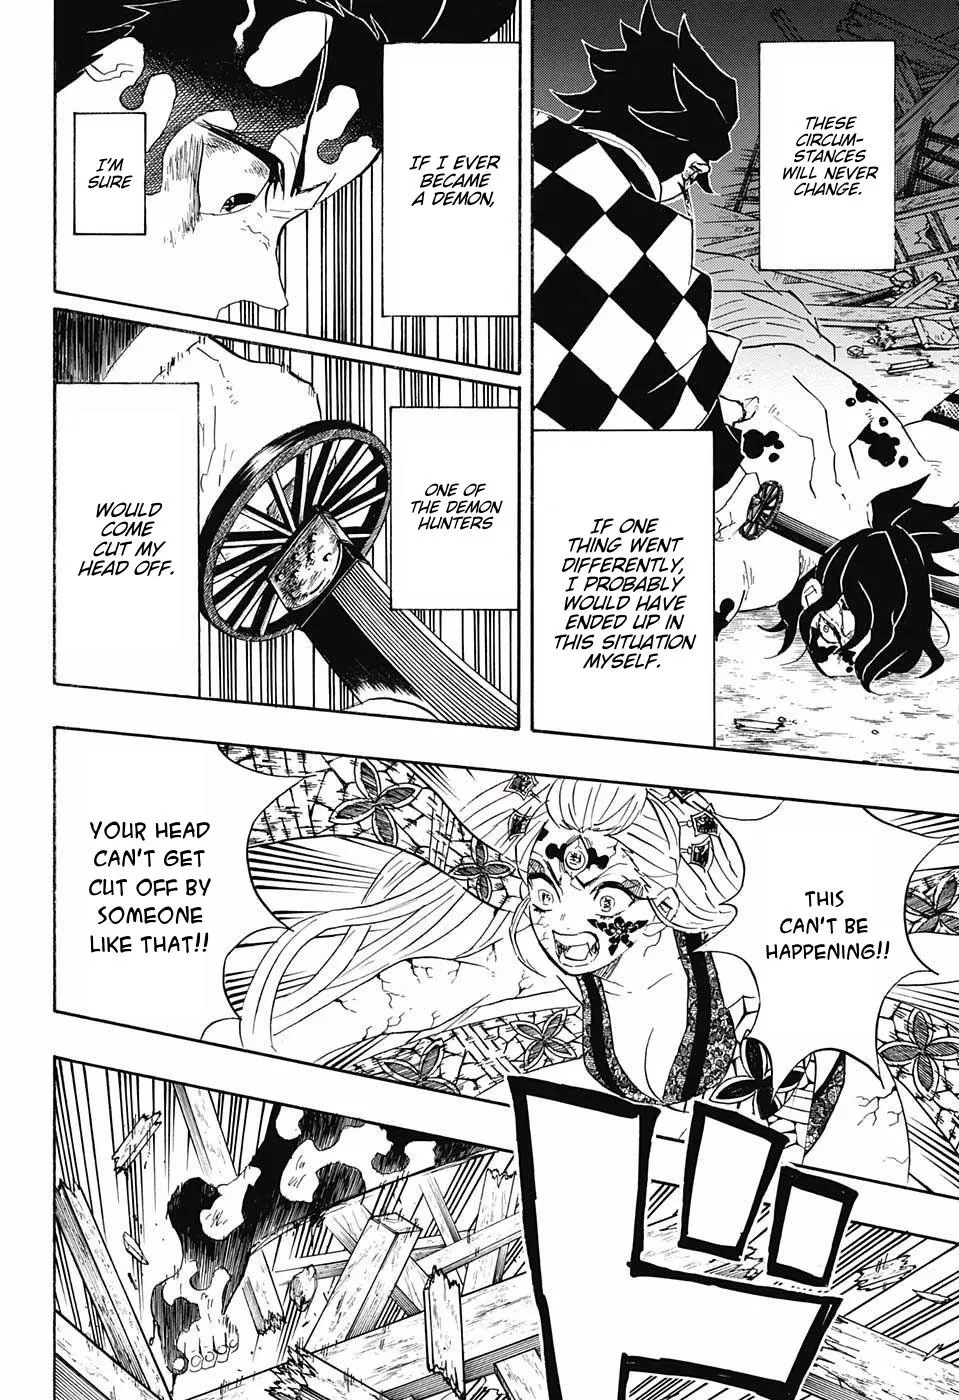 THESE
CIRCUM-
STANCES
WILL NEVER
CHANGE.
IF ONE
THING WENT
DIFFERENTLY,
I PROBABLY
WOULD HAVE
ENDED UP IN
THIS SITUATION
MYSELF.
IF I EVER
BECAME
A DEMON,
I'M
SURE
ONE OF
THE DEMON
HUNTERS
WOULD
COME
CUT MY
HEAD OFF.
THIS
CAN'T BE
HAPPENING!!
YOUR HEAD
CAN'T GET
CUT OFF BY
SOMEONE
LIKE THAT!!